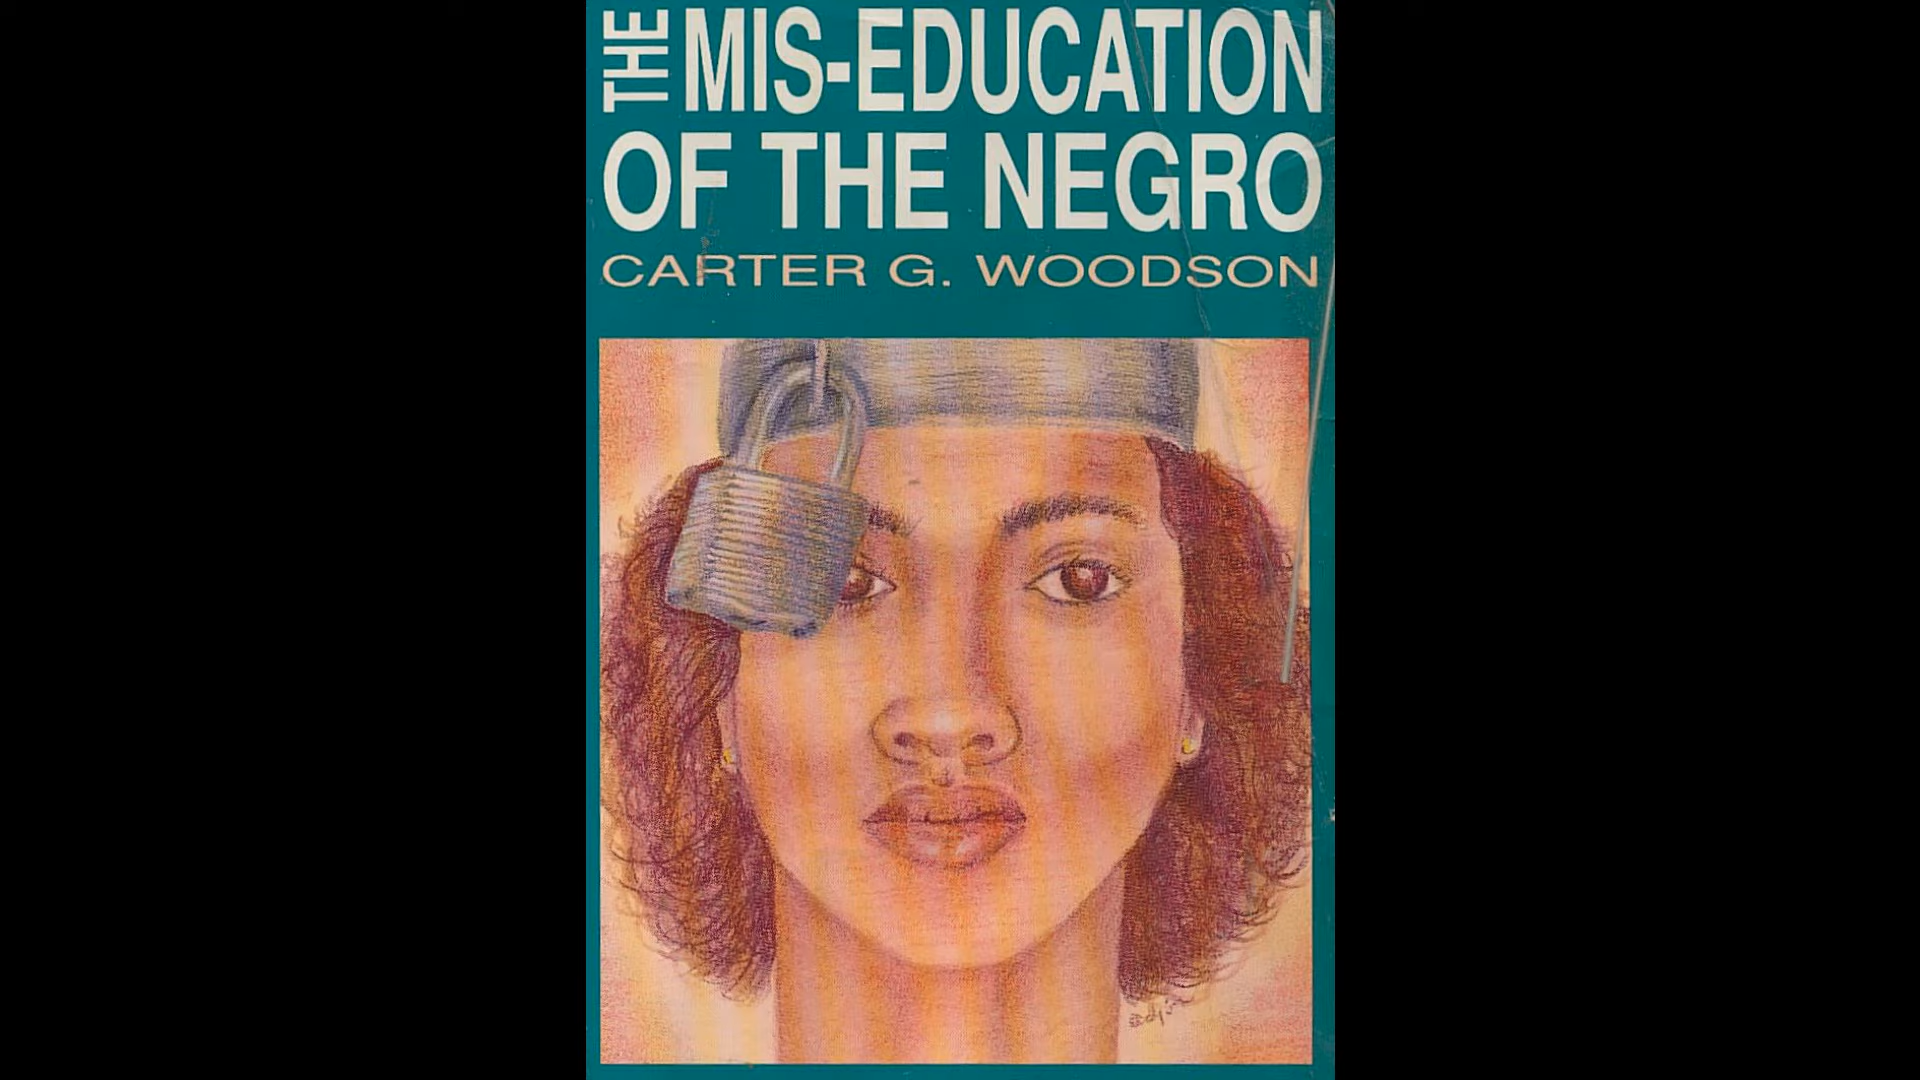 THE MIS-EDUCATION
OF THE NEGRO
CARTER G. WOODSON